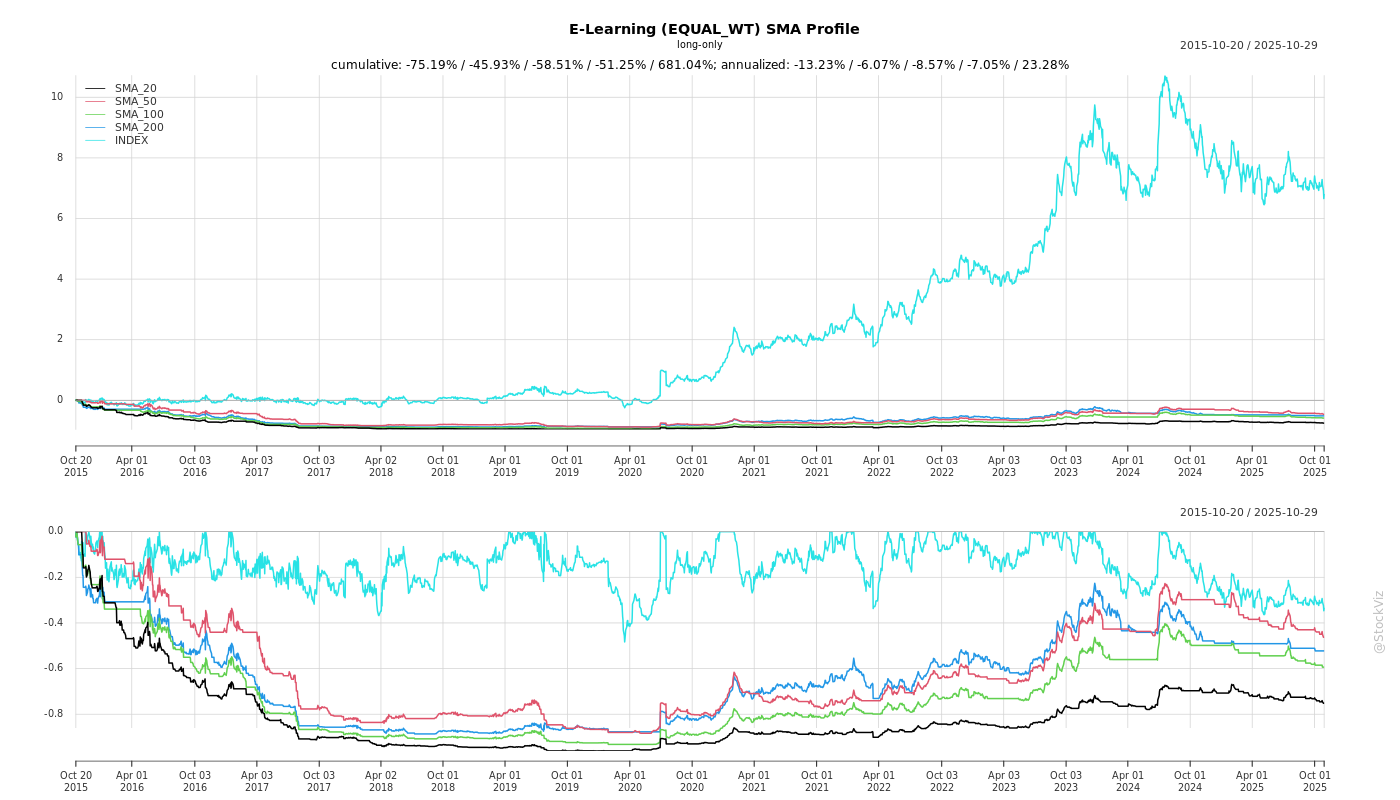 E-Learning (EQUAL_WT) SMA Profile
long-only
2015-10-20 / 2025-10-29
cumulative: -75.19% / -45.93% / -58.51% / -51.25% / 681.04%; annualized: -13.23% / -6.07% / -8.57% / -7.05% / 23.28%
SMA_20
SMA_50
SMA_100
SMA_200
INDEX
10
8
6
4
2
0
Oct 20 Apr 01 Oct 03 Apr 03 Oct 03 Apr 02 Oct 01 Apr 01 Oct 01 Apr 01 Oct 01 Apr 01 Oct 01 Apr 01 Oct 03 Apr 03 Oct 03 Apr 01 Oct 01 Apr 01 Oct 01
2015 2016 2016 2017 2017 2018 2018 2019 2019 2020 2020 2021 2021 2022 2022 2023 2023 2024 2024 2025 2025
2015-10-20 / 2025-10-29
0.0
-0.2
-0.4
-0.6
-0.8
Oct 20 Apr 01 Oct 03 Apr 03 Oct 03 Apr 02 Oct 01 Apr 01 Oct 01 Apr 01 Oct 01 Apr 01 Oct 01 Apr 01 Oct 03 Apr 03 Oct 03 Apr 01 Oct 01 Apr 01 Oct 01
2015 2016 2016 2017 2017 2018 2018 2019 2019 2020 2020 2021 2021 2022 2022 2023 2023 2024 2024 2025 2025
@StockViz